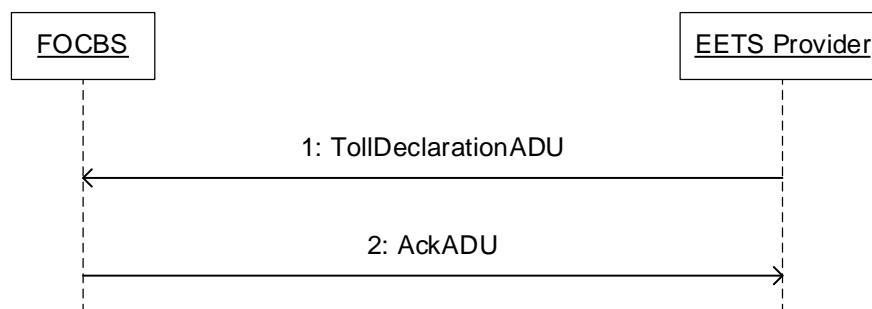 FOCBS
EETS Provider
1: TollDeclarationADU
2: AckADU